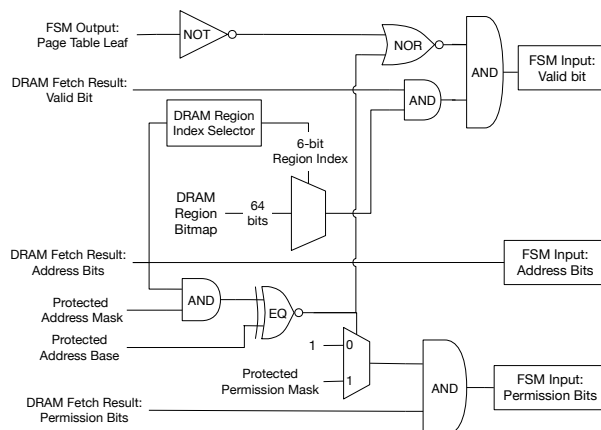 FSM Output:
Page Table Leaf
NOT
NOR
AND
FSM Input:
Valid bit
DRAM Fetch Result:
Valid Bit
AND
DRAM Region
Index Selector
6-bit
Region Index
DRAM
Region
Bitmap
64
bits
DRAM Fetch Result:
Address Bits
FSM Input:
Address Bits
Protected
Address Mask
AND
EQ
Protected
Address Base
1
0
Protected
Permission Mask
1
AND
FSM Input:
Permission Bits
DRAM Fetch Result:
Permission Bits